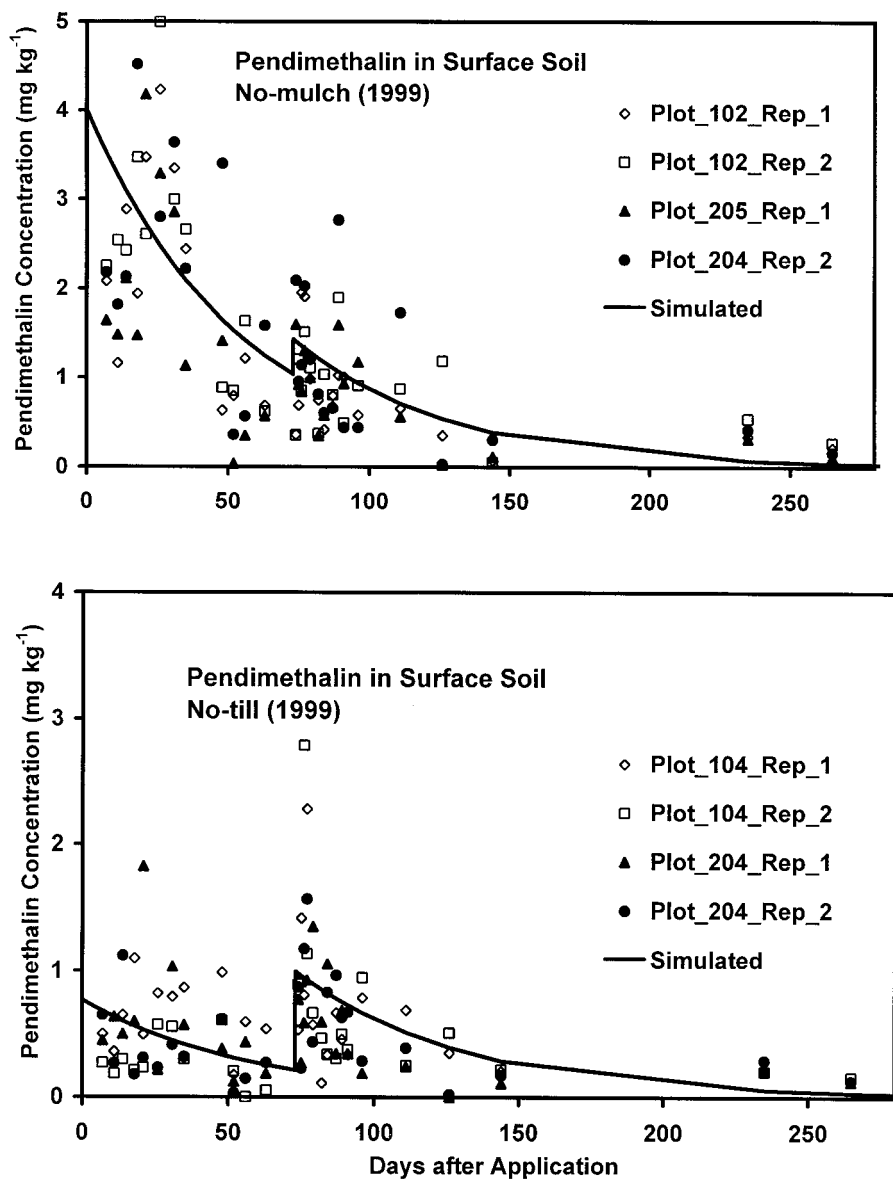 Pendimethalin Concentration (mg kg-1)
5
4
3
2
1
0
Pendimethalin in Surface Soil
No-mulch (1999)
Plot_102_Rep_1
Plot_102_Rep_2
Plot_205_Rep_1
Plot_204_Rep_2
Simulated
0 50 100 150 200 250
Pendimethalin Concentration (mg kg-1)
4
3
2
1
0
Pendimethalin in Surface Soil
No-till (1999)
Plot_104_Rep_1
Plot_104_Rep_2
Plot_204_Rep_1
Plot_204_Rep_2
Simulated
0 50 100 150 200 250
Days after Application